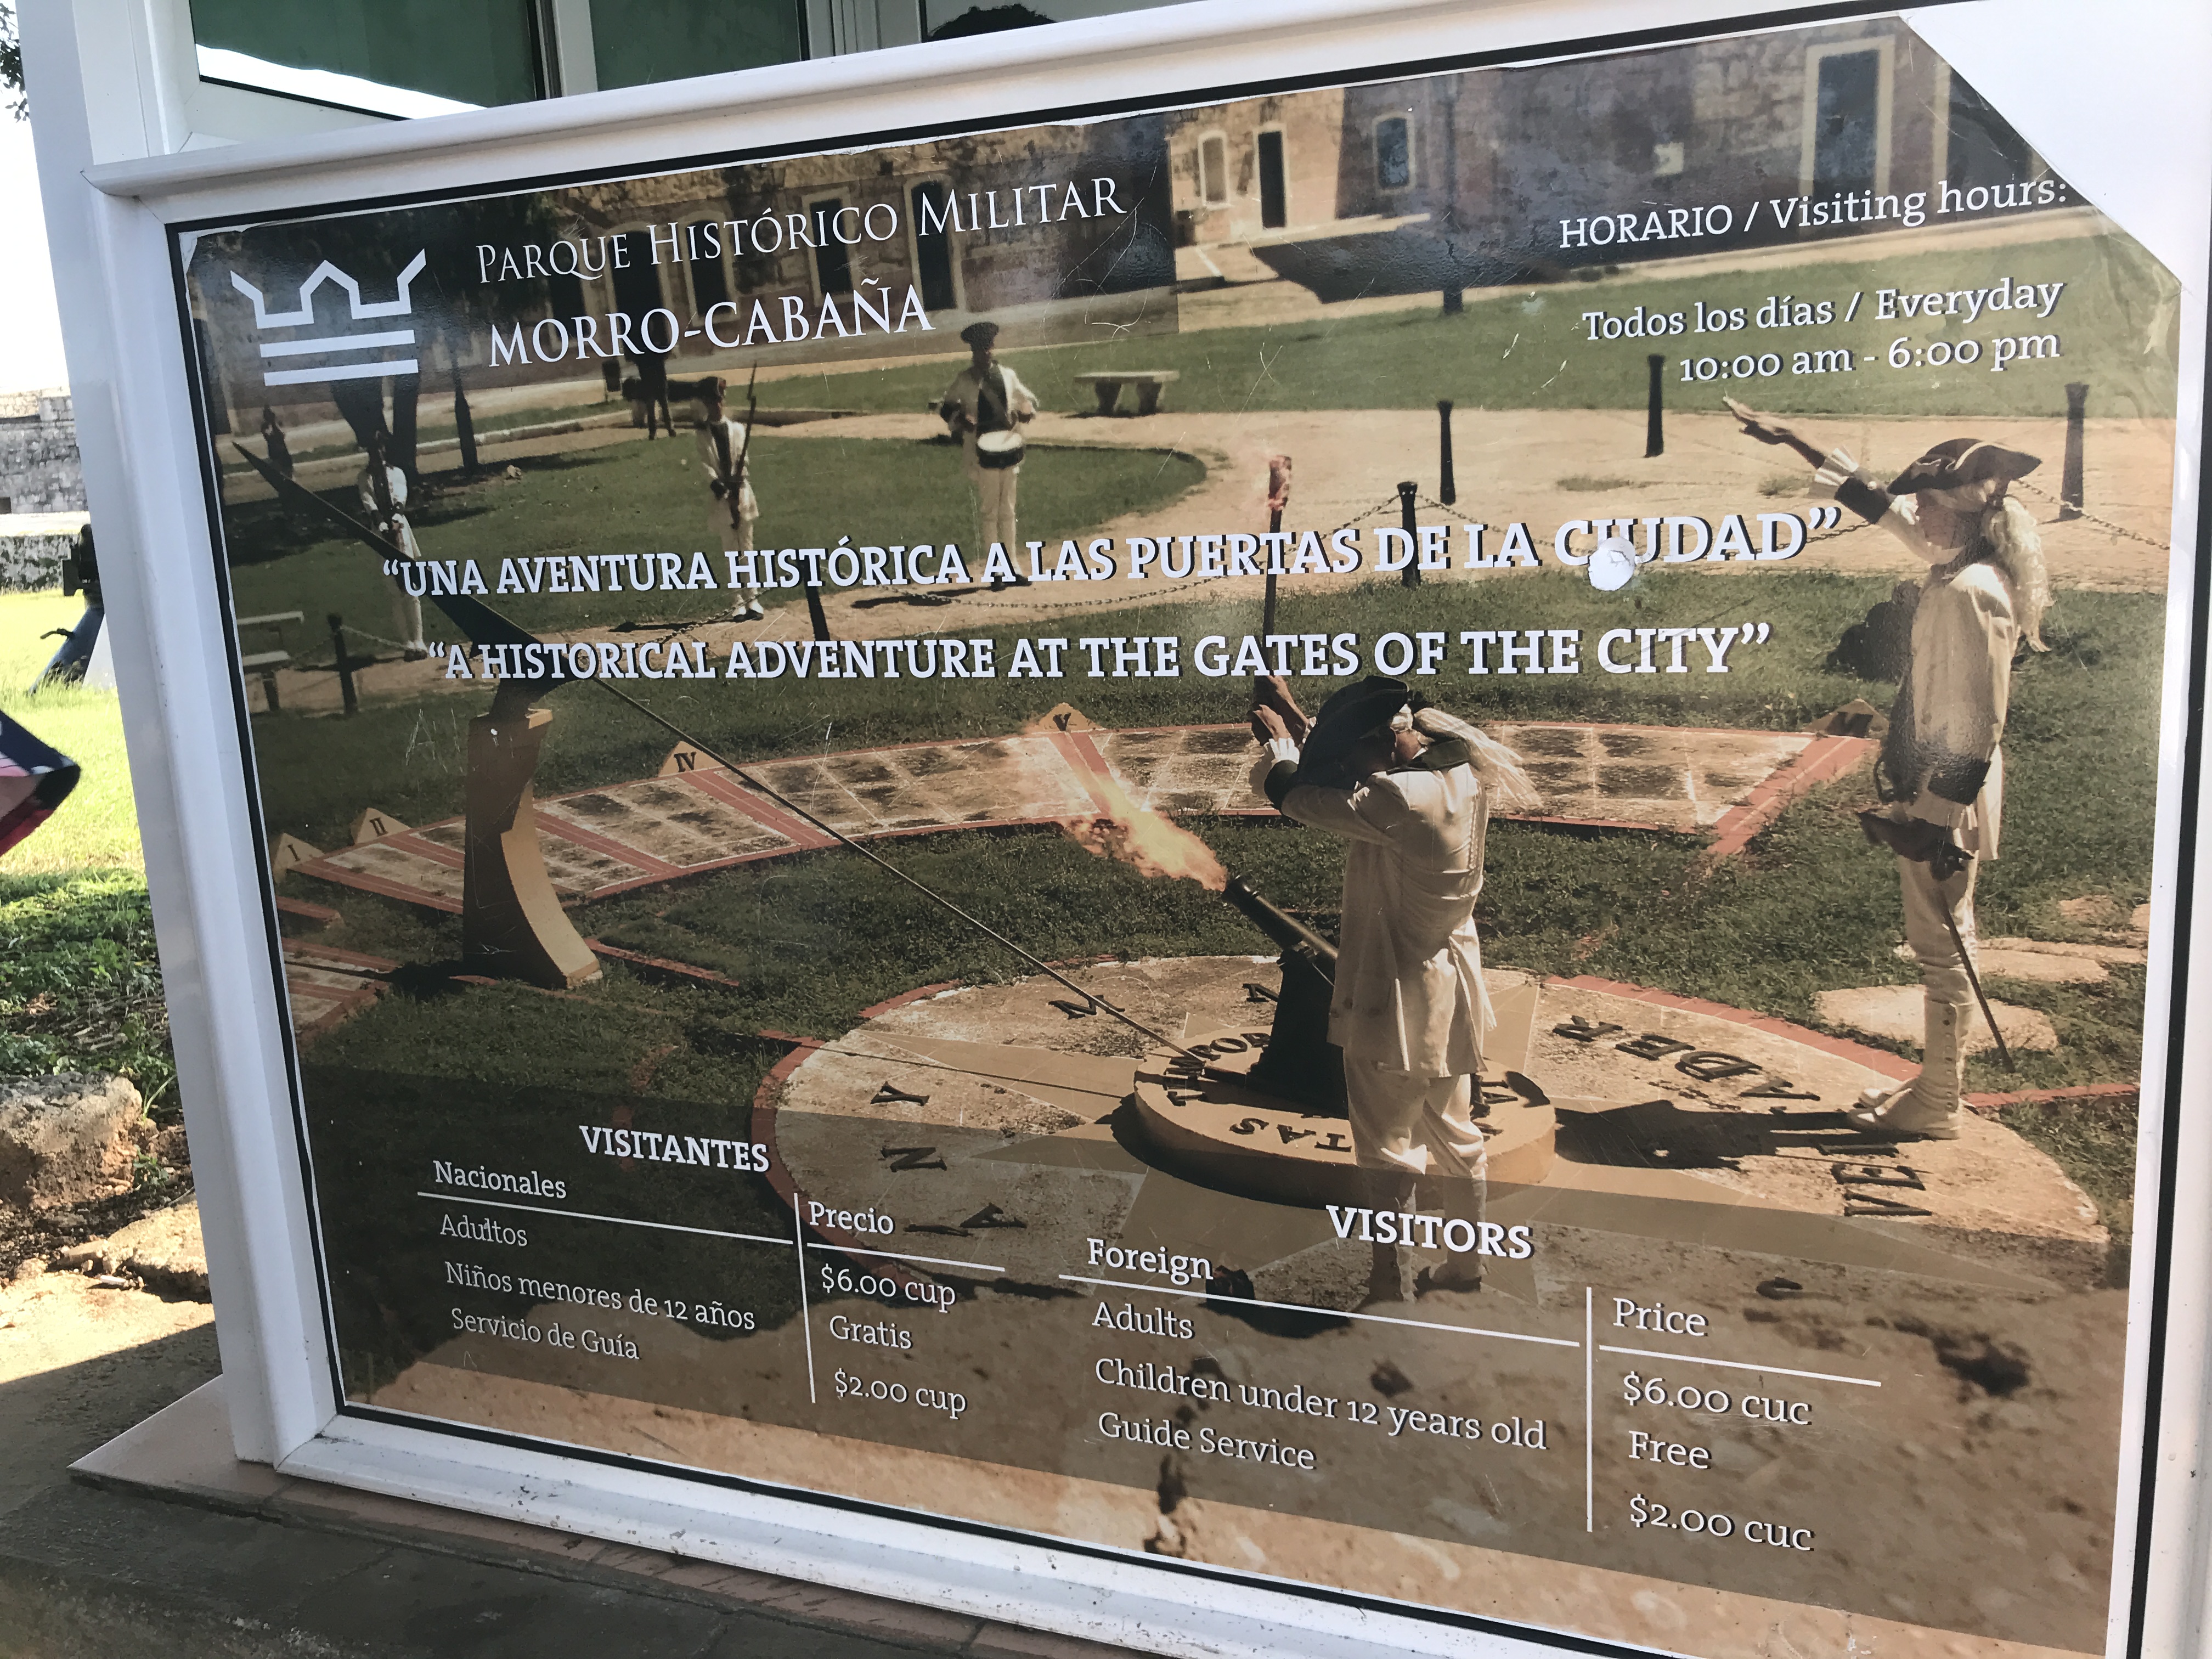 PARQUE HISTÓRICO MILITAR
MORRO-CABAÑA
HORARIO / Visiting hours:
Todos los días / Everyday
10:00 am - 6:00 pm
“UNA AVENTURA HISTÓRICA A LAS PUERTAS DE LA CIUDAD”
“A HISTORICAL ADVENTURE AT THE GATES OF THE CITY”
I
II
IV
V
VI
VISITANTES
Nacionales
Precio
Adultos
$6.00 cup
Niños menores de 12 años
Gratis
Servicio de Guía
$2.00 cup
VISITORS
Foreign
Price
Adults
$6.00 cuc
Children under 12 years old
Free
Guide Service
$2.00 cuc